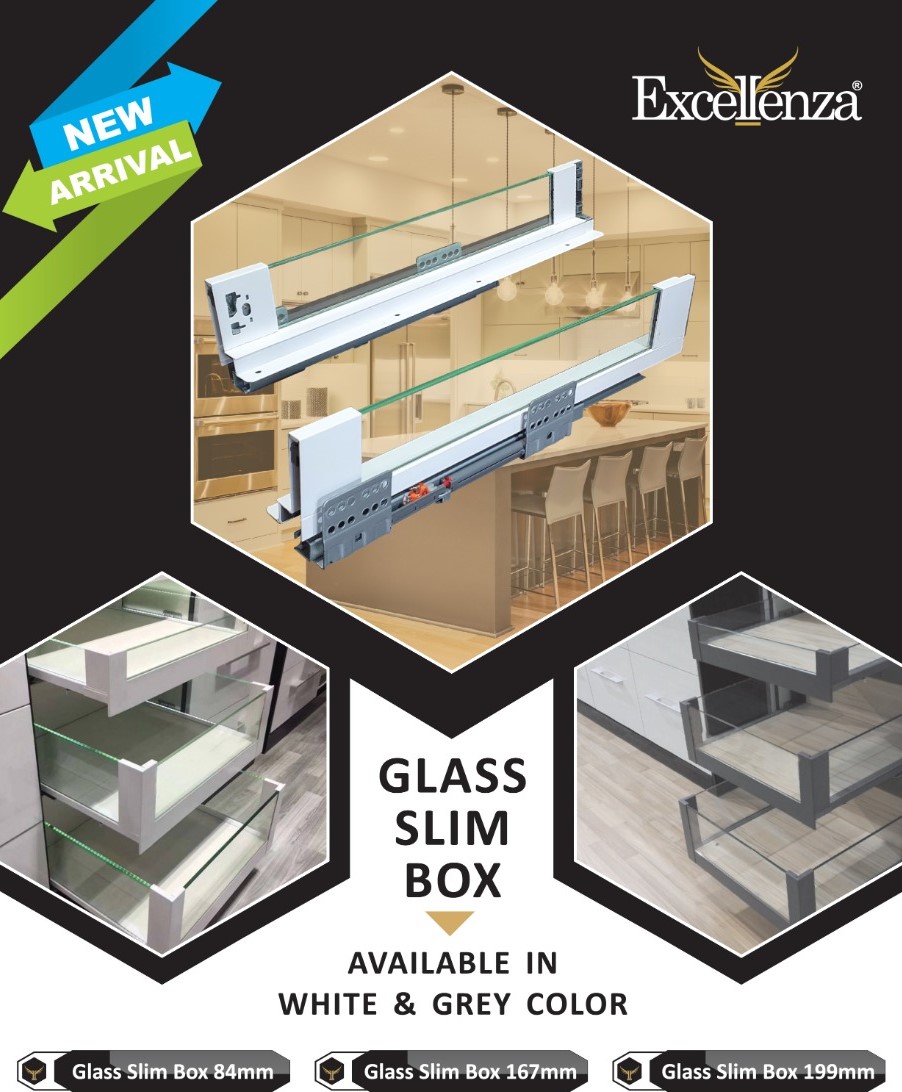 NEW
ARRIVAL
Excellenza®
GLASS
SLIM
BOX
AVAILABLE IN
WHITE & GREY COLOR
Glass Slim Box 84mm
Glass Slim Box 167mm
Glass Slim Box 199mm